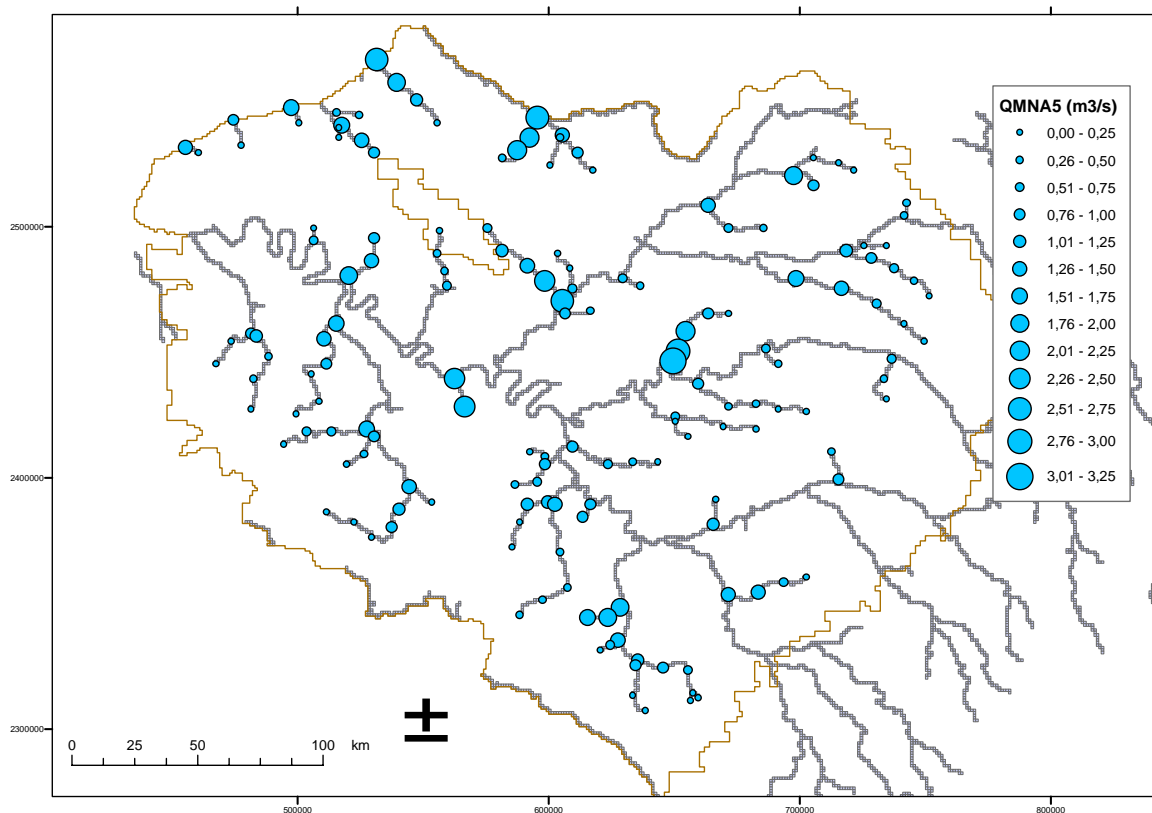 QMNA5 (m3/s)
0,00 - 0,25
0,26 - 0,50
0,51 - 0,75
0,76 - 1,00
1,01 - 1,25
1,26 - 1,50
1,51 - 1,75
1,76 - 2,00
2,01 - 2,25
2,26 - 2,50
2,51 - 2,75
2,76 - 3,00
3,01 - 3,25
2500000
2400000
2300000
0 25 50 100 km
500000 600000 700000 800000